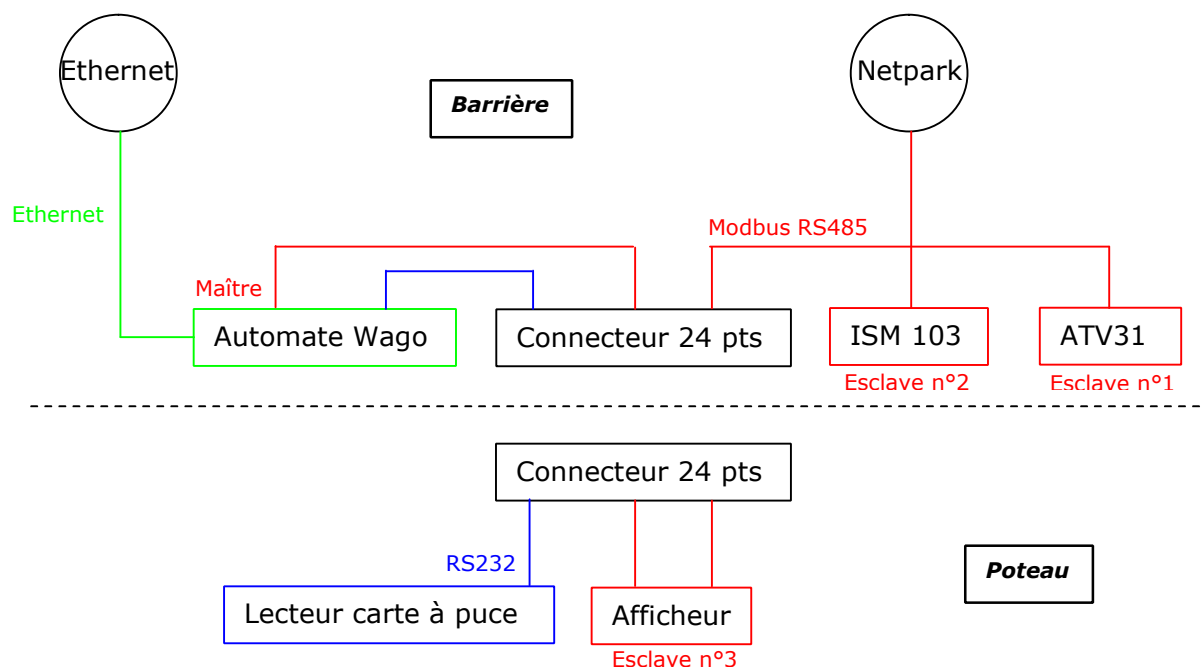 Ethernet
Netpark
Barrière
Ethernet
Modbus RS485
Maître
Automate Wago
Connecteur 24 pts
ISM 103
ATV31
Esclave n°2
Esclave n°1
Connecteur 24 pts
RS232
Poteau
Lecteur carte à puce
Afficheur
Esclave n°3